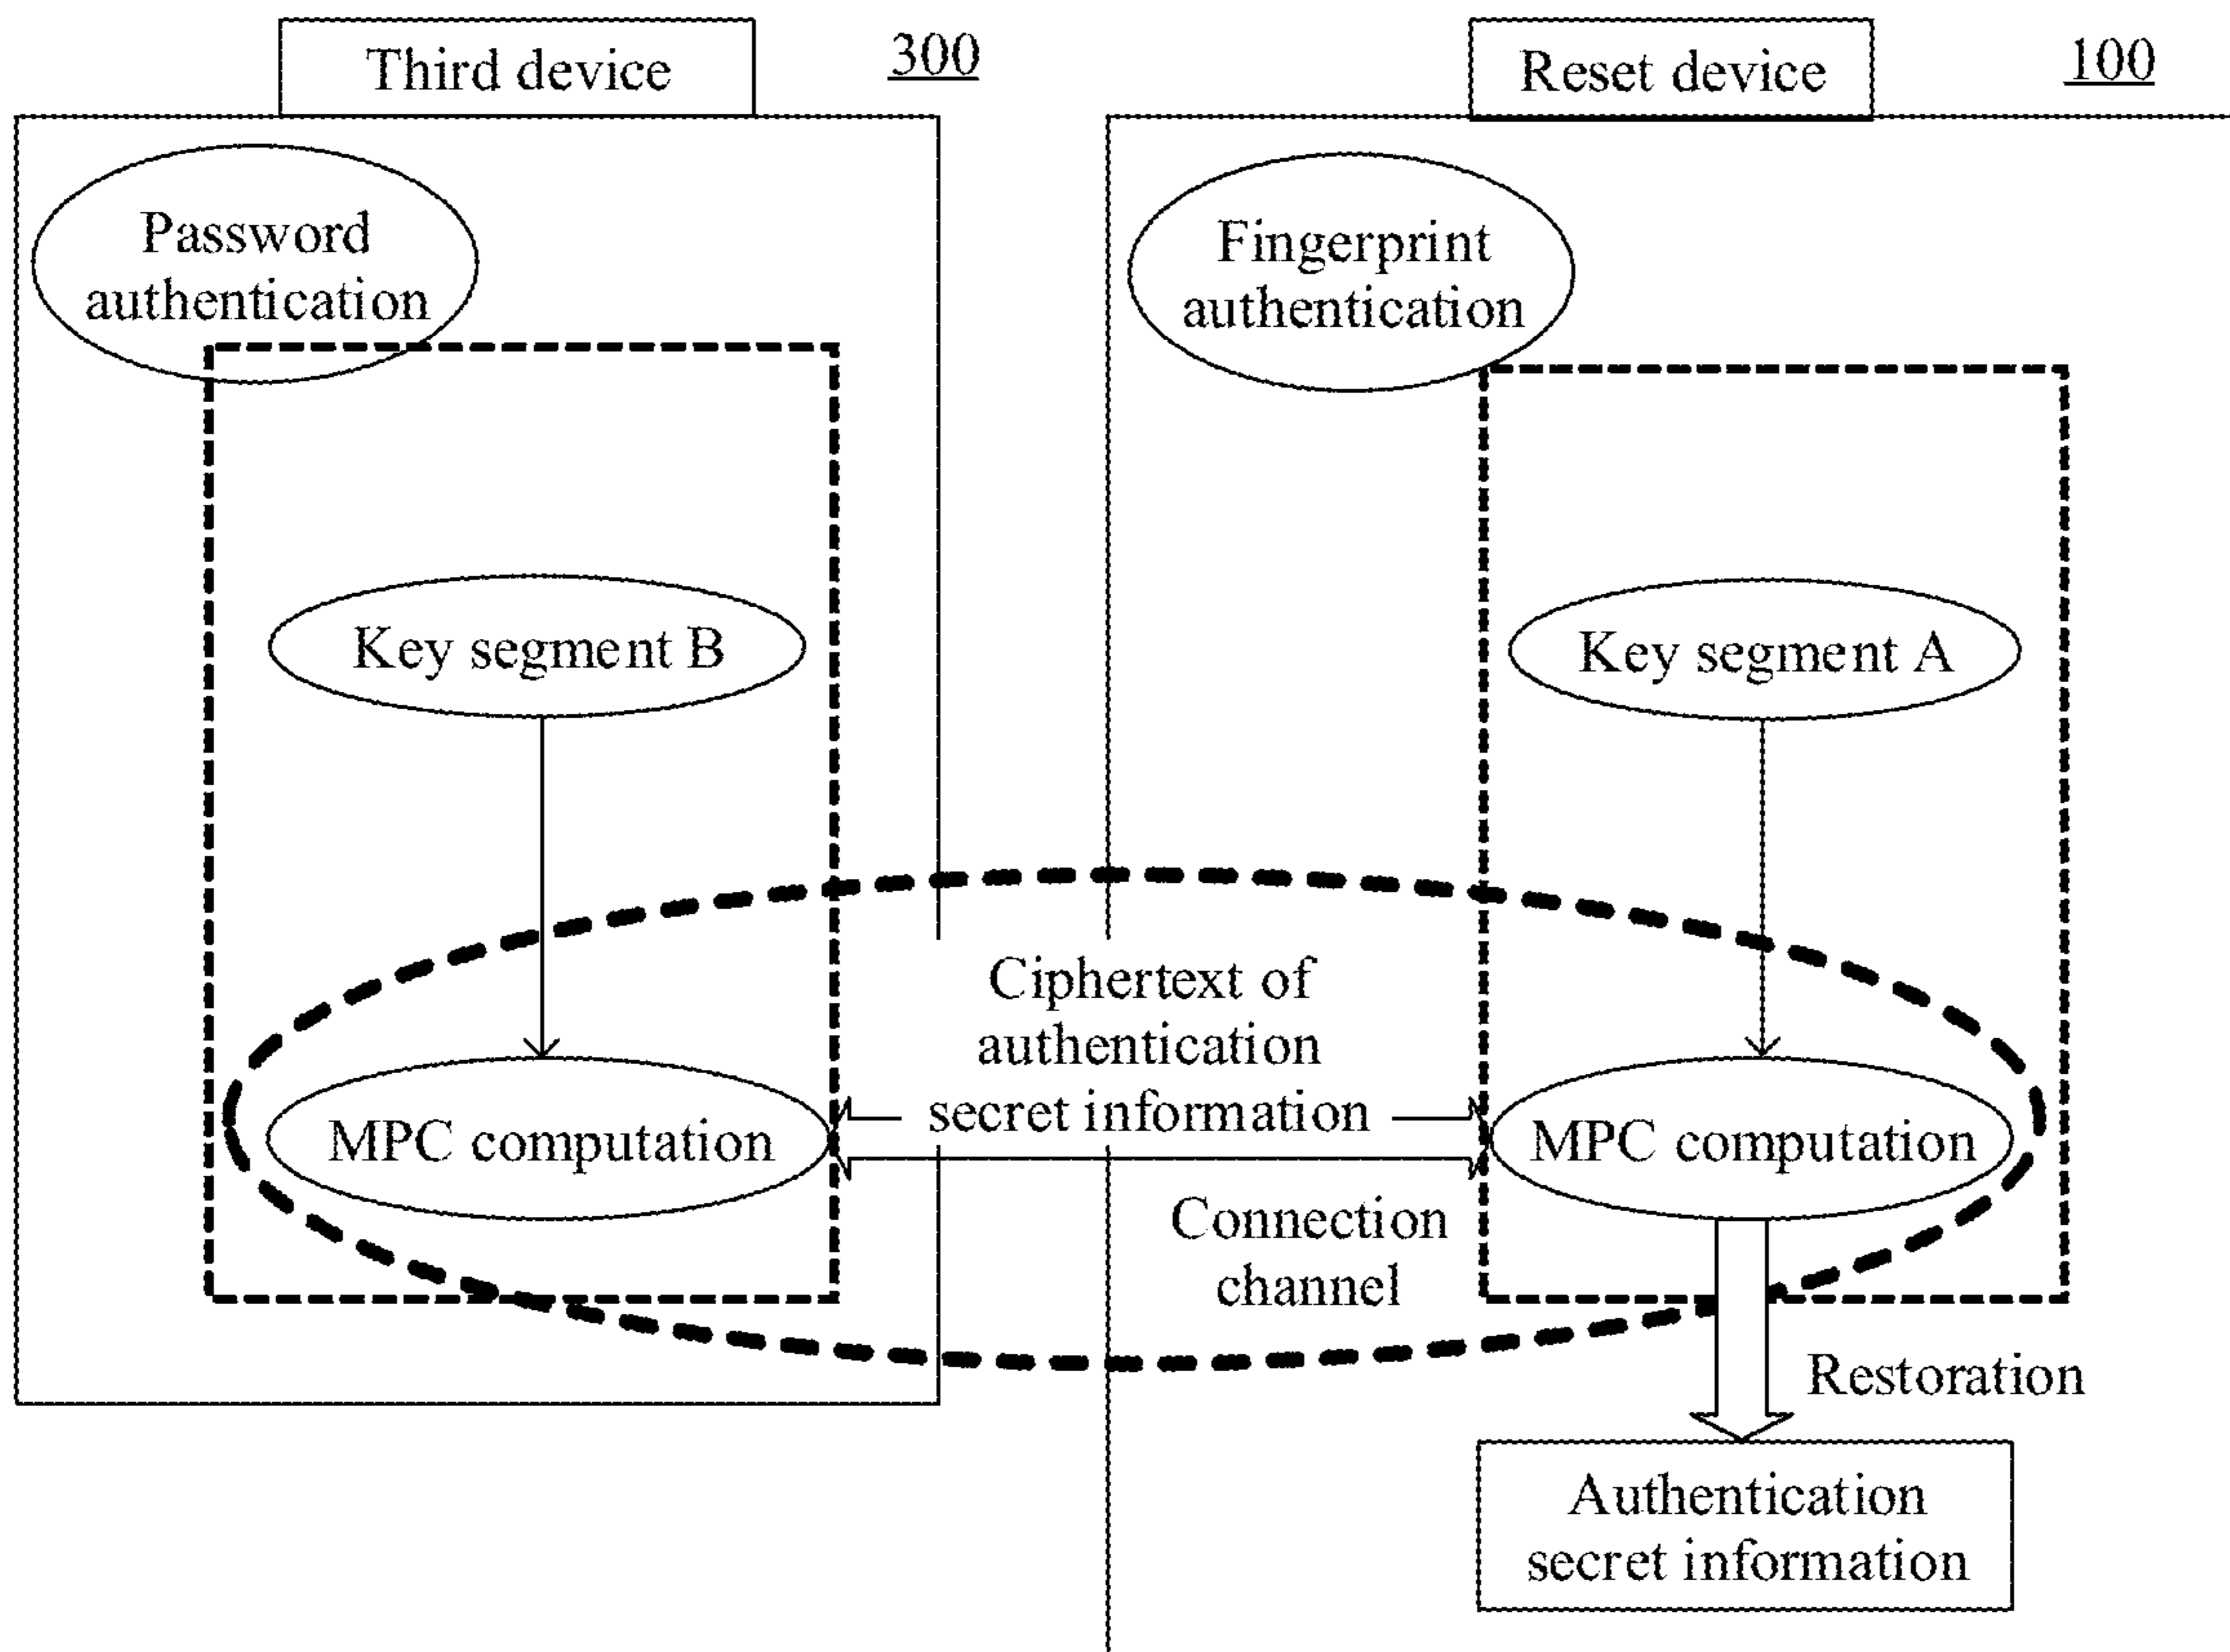 Third device
300
Reset device
100
Password
authentication
Fingerprint
authentication
Key segment B
Key segment A
Ciphertext of
authentication
secret information
MPC computation
MPC computation
Connection
channel
Restoration
Authentication
secret information